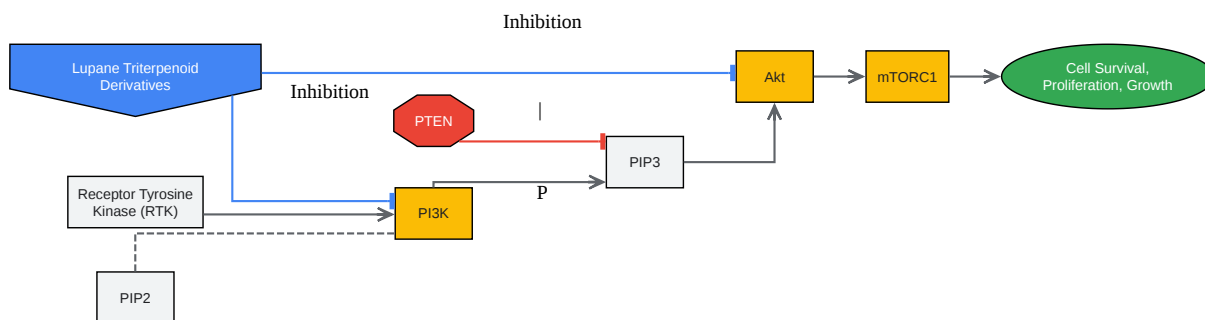 Inhibition
Lupane Triterpenoid
Derivatives
Akt
mTORC1
Cell Survival,
Proliferation, Growth
Inhibition
PTEN
|
PIP3
Receptor Tyrosine
Kinase (RTK)
P
PI3K
PIP2